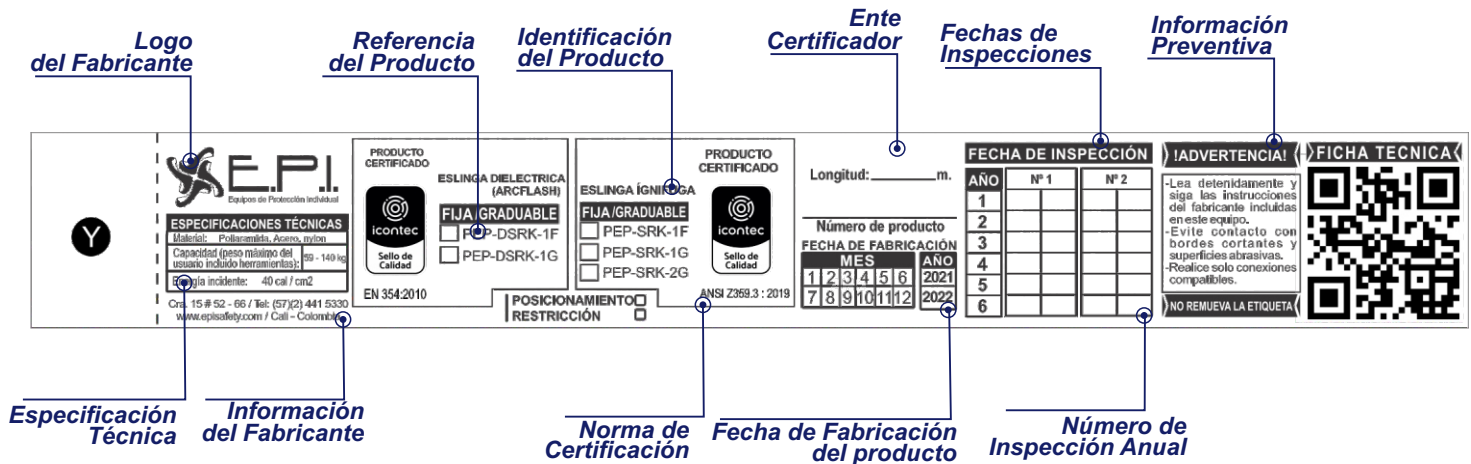 Logo
del Fabricante
Referencia
del Producto
Identificación
del Producto
Ente
Certificador
Fechas de
Inspecciones
Información
Preventiva
Y
E.P.I.
Equipos de Protección Individual
ESPECIFICACIONES TÉCNICAS
Material: Poliaramida, Acero, nylon
Capacidad (peso máximo del
usuario incluido herramientas): 59 - 140 kg
Energía incidente: 40 cal / cm2
Cra. 15 # 52 - 66 / Tel: (57)(2) 441 5330
www.episafety.com / Cali - Colombia
PRODUCTO
CERTIFICADO
icontec
Sello de
Calidad
EN 354:2010
ESLINGA DIELECTRICA
(ARCFLASH)
FIJA/GRADUABLE
PEP-DSRK-1F
PEP-DSRK-1G
ESLINGA ÍGNIFUGA
FIJA/GRADUABLE
PEP-SRK-1F
PEP-SRK-1G
PEP-SRK-2G
PRODUCTO
CERTIFICADO
icontec
Sello de
Calidad
ANSI Z359.3 : 2019
POSICIONAMIENTO
RESTRICCIÓN
Longitud: ________ m.
Número de producto
FECHA DE FABRICACIÓN
MES AÑO
1 2 3 4 5 6 2021
7 8 9 10 11 12 2022
FECHA DE INSPECCIÓN
AÑO Nº 1 Nº 2
1
2
3
4
5
6
!ADVERTENCIA!
-Lea detenidamente y
siga las instrucciones
del fabricante incluidas
en este equipo.
-Evite contacto con
bordes cortantes y
superficies abrasivas.
-Realice solo conexiones
compatibles.
NO REMUEVA LA ETIQUETA
FICHA TECNICA
Especificación
Técnica
Información
del Fabricante
Norma de
Certificación
Fecha de Fabricación
del producto
Número de
Inspección Anual